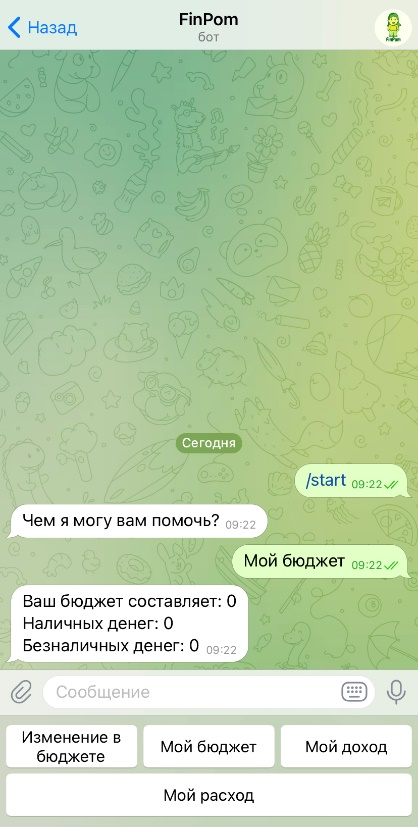 Назад
FinPom
бот
FinPom
Сегодня
/start 09:22
Чем я могу вам помочь? 09:22
Мой бюджет 09:22
Ваш бюджет составляет: 0
Наличных денег: 0
Безналичных денег: 0 09:22
Сообщение
Изменение в
бюджете
Мой бюджет
Мой доход
Мой расход